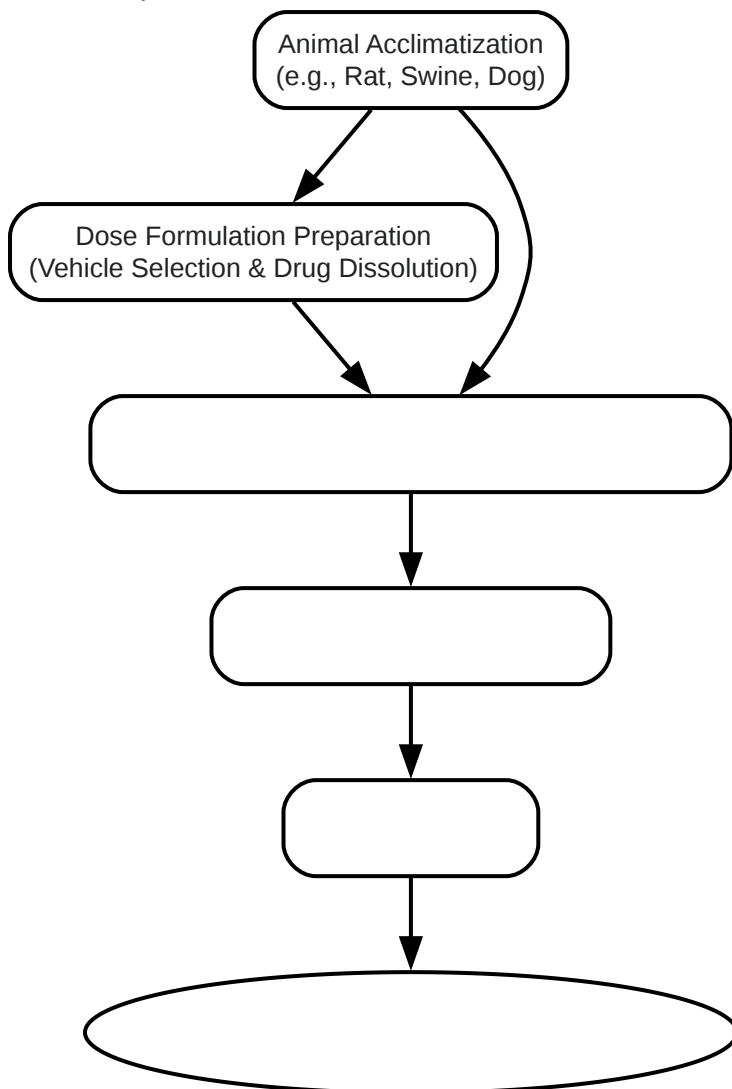 Animal Acclimatization
(e.g., Rat, Swine, Dog)
Dose Formulation Preparation
(Vehicle Selection & Drug Dissolution)